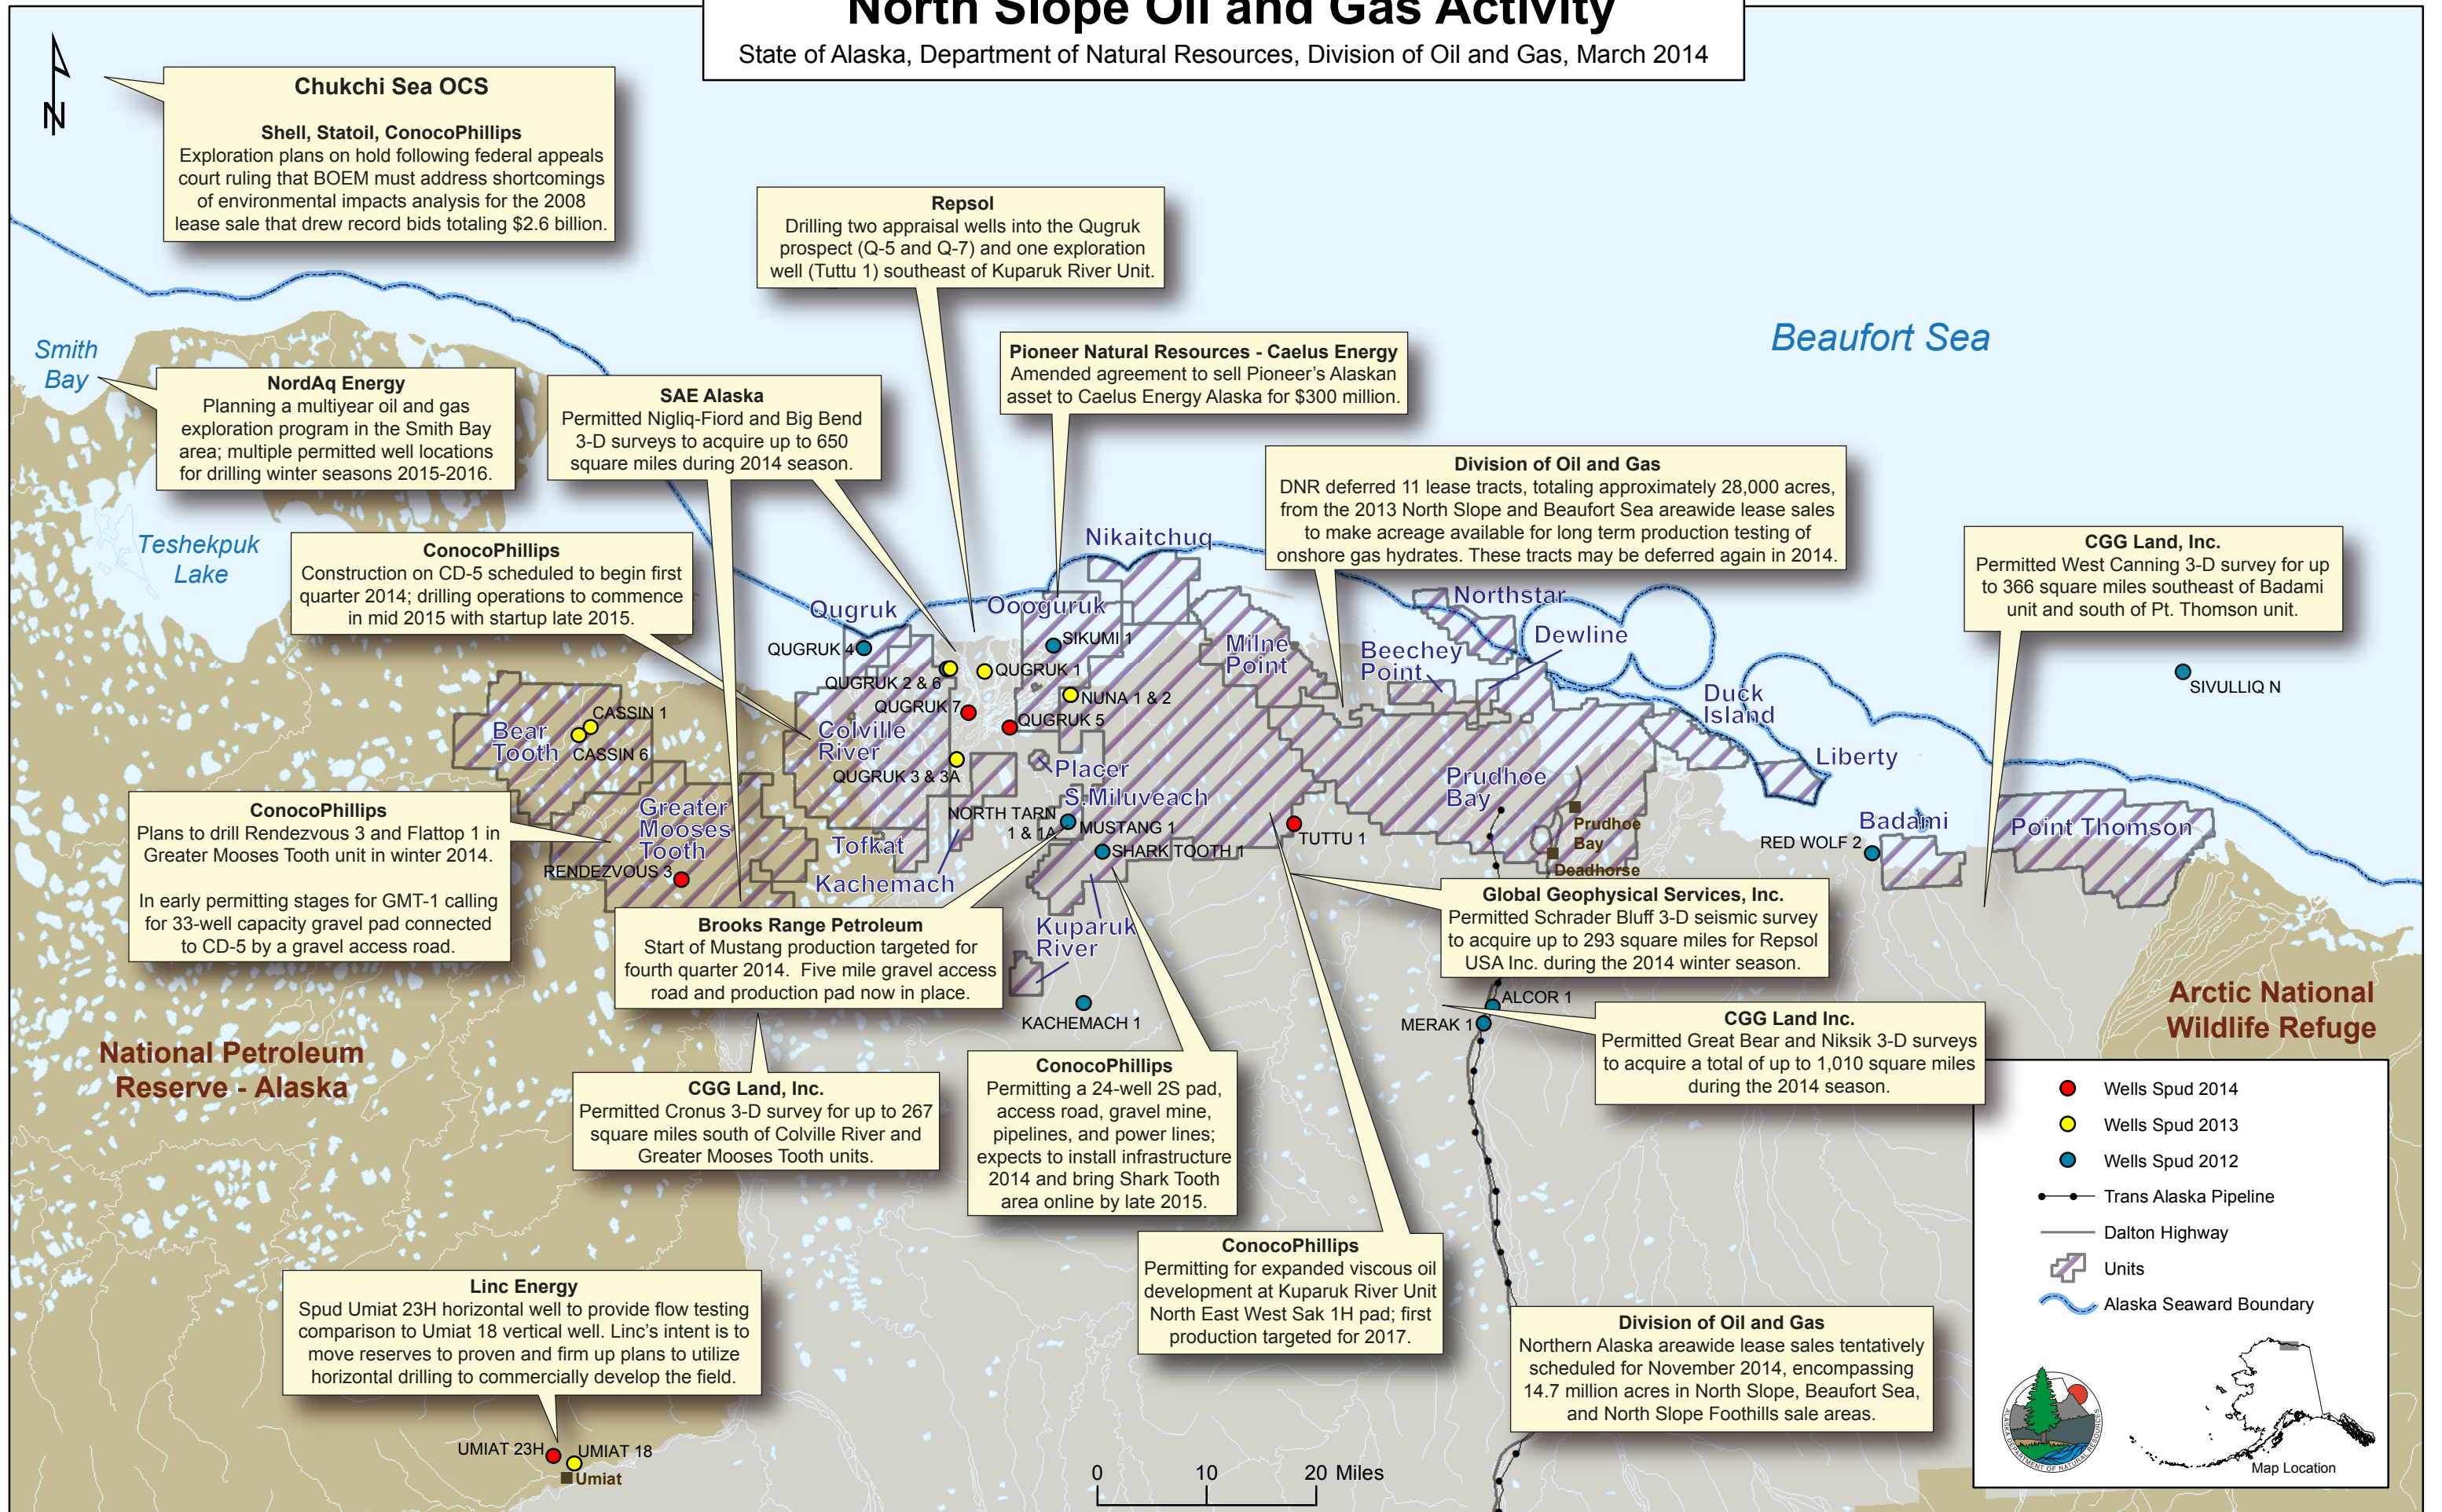 North Slope Oil and Gas Activity
State of Alaska, Department of Natural Resources, Division of Oil and Gas, March 2014
N
Chukchi Sea OCS
Shell, Statoil, ConocoPhillips
Exploration plans on hold following federal appeals
court ruling that BOEM must address shortcomings
of environmental impacts analysis for the 2008
lease sale that drew record bids totaling $2.6 billion.
Repsol
Drilling two appraisal wells into the Qugruk
prospect (Q-5 and Q-7) and one exploration
well (Tuttu 1) southeast of Kuparuk River Unit.
Beaufort Sea
Smith
Bay
NordAq Energy
Planning a multiyear oil and gas
exploration program in the Smith Bay
area; multiple permitted well locations
for drilling winter seasons 2015-2016.
SAE Alaska
Permitted Nigliq-Fiord and Big Bend
3-D surveys to acquire up to 650
square miles during 2014 season.
Pioneer Natural Resources - Caelus Energy
Amended agreement to sell Pioneer's Alaskan
asset to Caelus Energy Alaska for $300 million.
Division of Oil and Gas
DNR deferred 11 lease tracts, totaling approximately 28,000 acres,
from the 2013 North Slope and Beaufort Sea areawide lease sales
to make acreage available for long term production testing of
onshore gas hydrates. These tracts may be deferred again in 2014.
Teshekpuk
Lake
ConocoPhillips
Construction on CD-5 scheduled to begin first
quarter 2014; drilling operations to commence
in mid 2015 with startup late 2015.
CGG Land, Inc.
Permitted West Canning 3-D survey for up
to 366 square miles southeast of Badami
unit and south of Pt. Thomson unit.
Nikaitchuq
Qugruk
Oooguruk
Northstar
Dewline
Milne
Point
Beechey
Point
Duck
Island
Liberty
QUGRUK 4
SIKUMI 1
QUGRUK 2 & 6
QUGRUK 1
NUNA 1 & 2
QUGRUK 7
QUGRUK 5
SIVULLIQ N
Bear
Tooth
CASSIN 1
CASSIN 6
Colville
River
QUGRUK 3 & 3A
Placer
S.Miluveach
Prudhoe
Bay
Prudhoe
Bay
Deadhorse
Badami
Point Thomson
RED WOLF 2
ConocoPhillips
Plans to drill Rendezvous 3 and Flattop 1 in
Greater Mooses Tooth unit in winter 2014.
In early permitting stages for GMT-1 calling
for 33-well capacity gravel pad connected
to CD-5 by a gravel access road.
Greater
Mooses
Tooth
RENDEZVOUS 3
Tofkat
Kachemach
NORTH TARN
1 & 1A
MUSTANG 1
SHARK TOOTH 1
TUTTU 1
Kuparuk
River
KACHEMACH 1
Brooks Range Petroleum
Start of Mustang production targeted for
fourth quarter 2014. Five mile gravel access
road and production pad now in place.
Global Geophysical Services, Inc.
Permitted Schrader Bluff 3-D seismic survey
to acquire up to 293 square miles for Repsol
USA Inc. during the 2014 winter season.
ALCOR 1
MERAK 1
CGG Land Inc.
Permitted Great Bear and Niksik 3-D surveys
to acquire a total of up to 1,010 square miles
during the 2014 season.
Arctic National
Wildlife Refuge
National Petroleum
Reserve - Alaska
CGG Land, Inc.
Permitted Cronus 3-D survey for up to 267
square miles south of Colville River and
Greater Mooses Tooth units.
ConocoPhillips
Permitting a 24-well 2S pad,
access road, gravel mine,
pipelines, and power lines;
expects to install infrastructure
2014 and bring Shark Tooth
area online by late 2015.
ConocoPhillips
Permitting for expanded viscous oil
development at Kuparuk River Unit
North East West Sak 1H pad; first
production targeted for 2017.
Linc Energy
Spud Umiat 23H horizontal well to provide flow testing
comparison to Umiat 18 vertical well. Linc's intent is to
move reserves to proven and firm up plans to utilize
horizontal drilling to commercially develop the field.
UMIAT 23H
UMIAT 18
Umiat
Division of Oil and Gas
Northern Alaska areawide lease sales tentatively
scheduled for November 2014, encompassing
14.7 million acres in North Slope, Beaufort Sea,
and North Slope Foothills sale areas.
Wells Spud 2014
Wells Spud 2013
Wells Spud 2012
Trans Alaska Pipeline
Dalton Highway
Units
Alaska Seaward Boundary
ALASKA DEPARTMENT OF NATURAL RESOURCES
Map Location
0 10 20 Miles